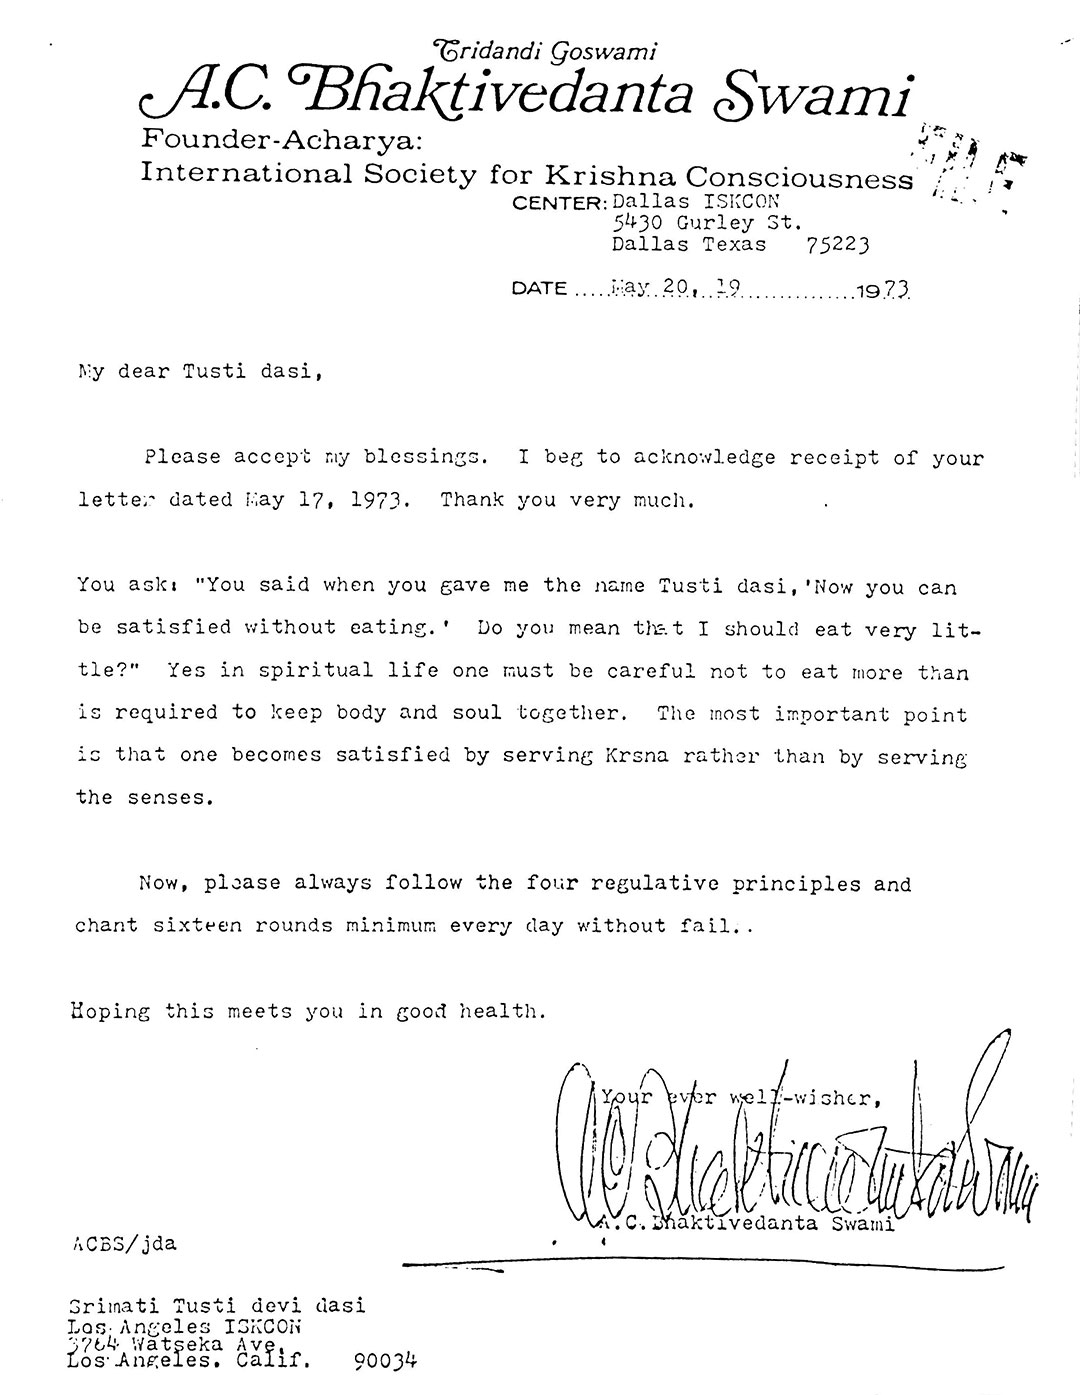 Tridandi Goswami
A.C. Bhaktivedanta Swami
Founder-Acharya:
International Society for Krishna Consciousness
CENTER: Dallas ISKCON
5430 Gurley St.
Dallas Texas 75223
DATE .....May 20, 19................1973
My dear Tusti dasi,
Please accept my blessings. I beg to acknowledge receipt of your
letter dated May 17, 1973. Thank you very much.
You ask: "You said when you gave me the name Tusti dasi,'Now you can
be satisfied without eating.' Do you mean that I should eat very lit-
tle?" Yes in spiritual life one must be careful not to eat more than
is required to keep body and soul together. The most important point
is that one becomes satisfied by serving Krsna rather than by serving
the senses.
Now, please always follow the four regulative principles and
chant sixteen rounds minimum every day without fail..
Hoping this meets you in good health.
Your ever well-wisher,
A.C. Bhaktivedanta Swami
A.C.Bhaktivedanta Swami
ACBS/jda
Srimati Tusti devi dasi
Los Angeles ISKCON
3764 Watseka Ave.
Los Angeles. Calif. 90034